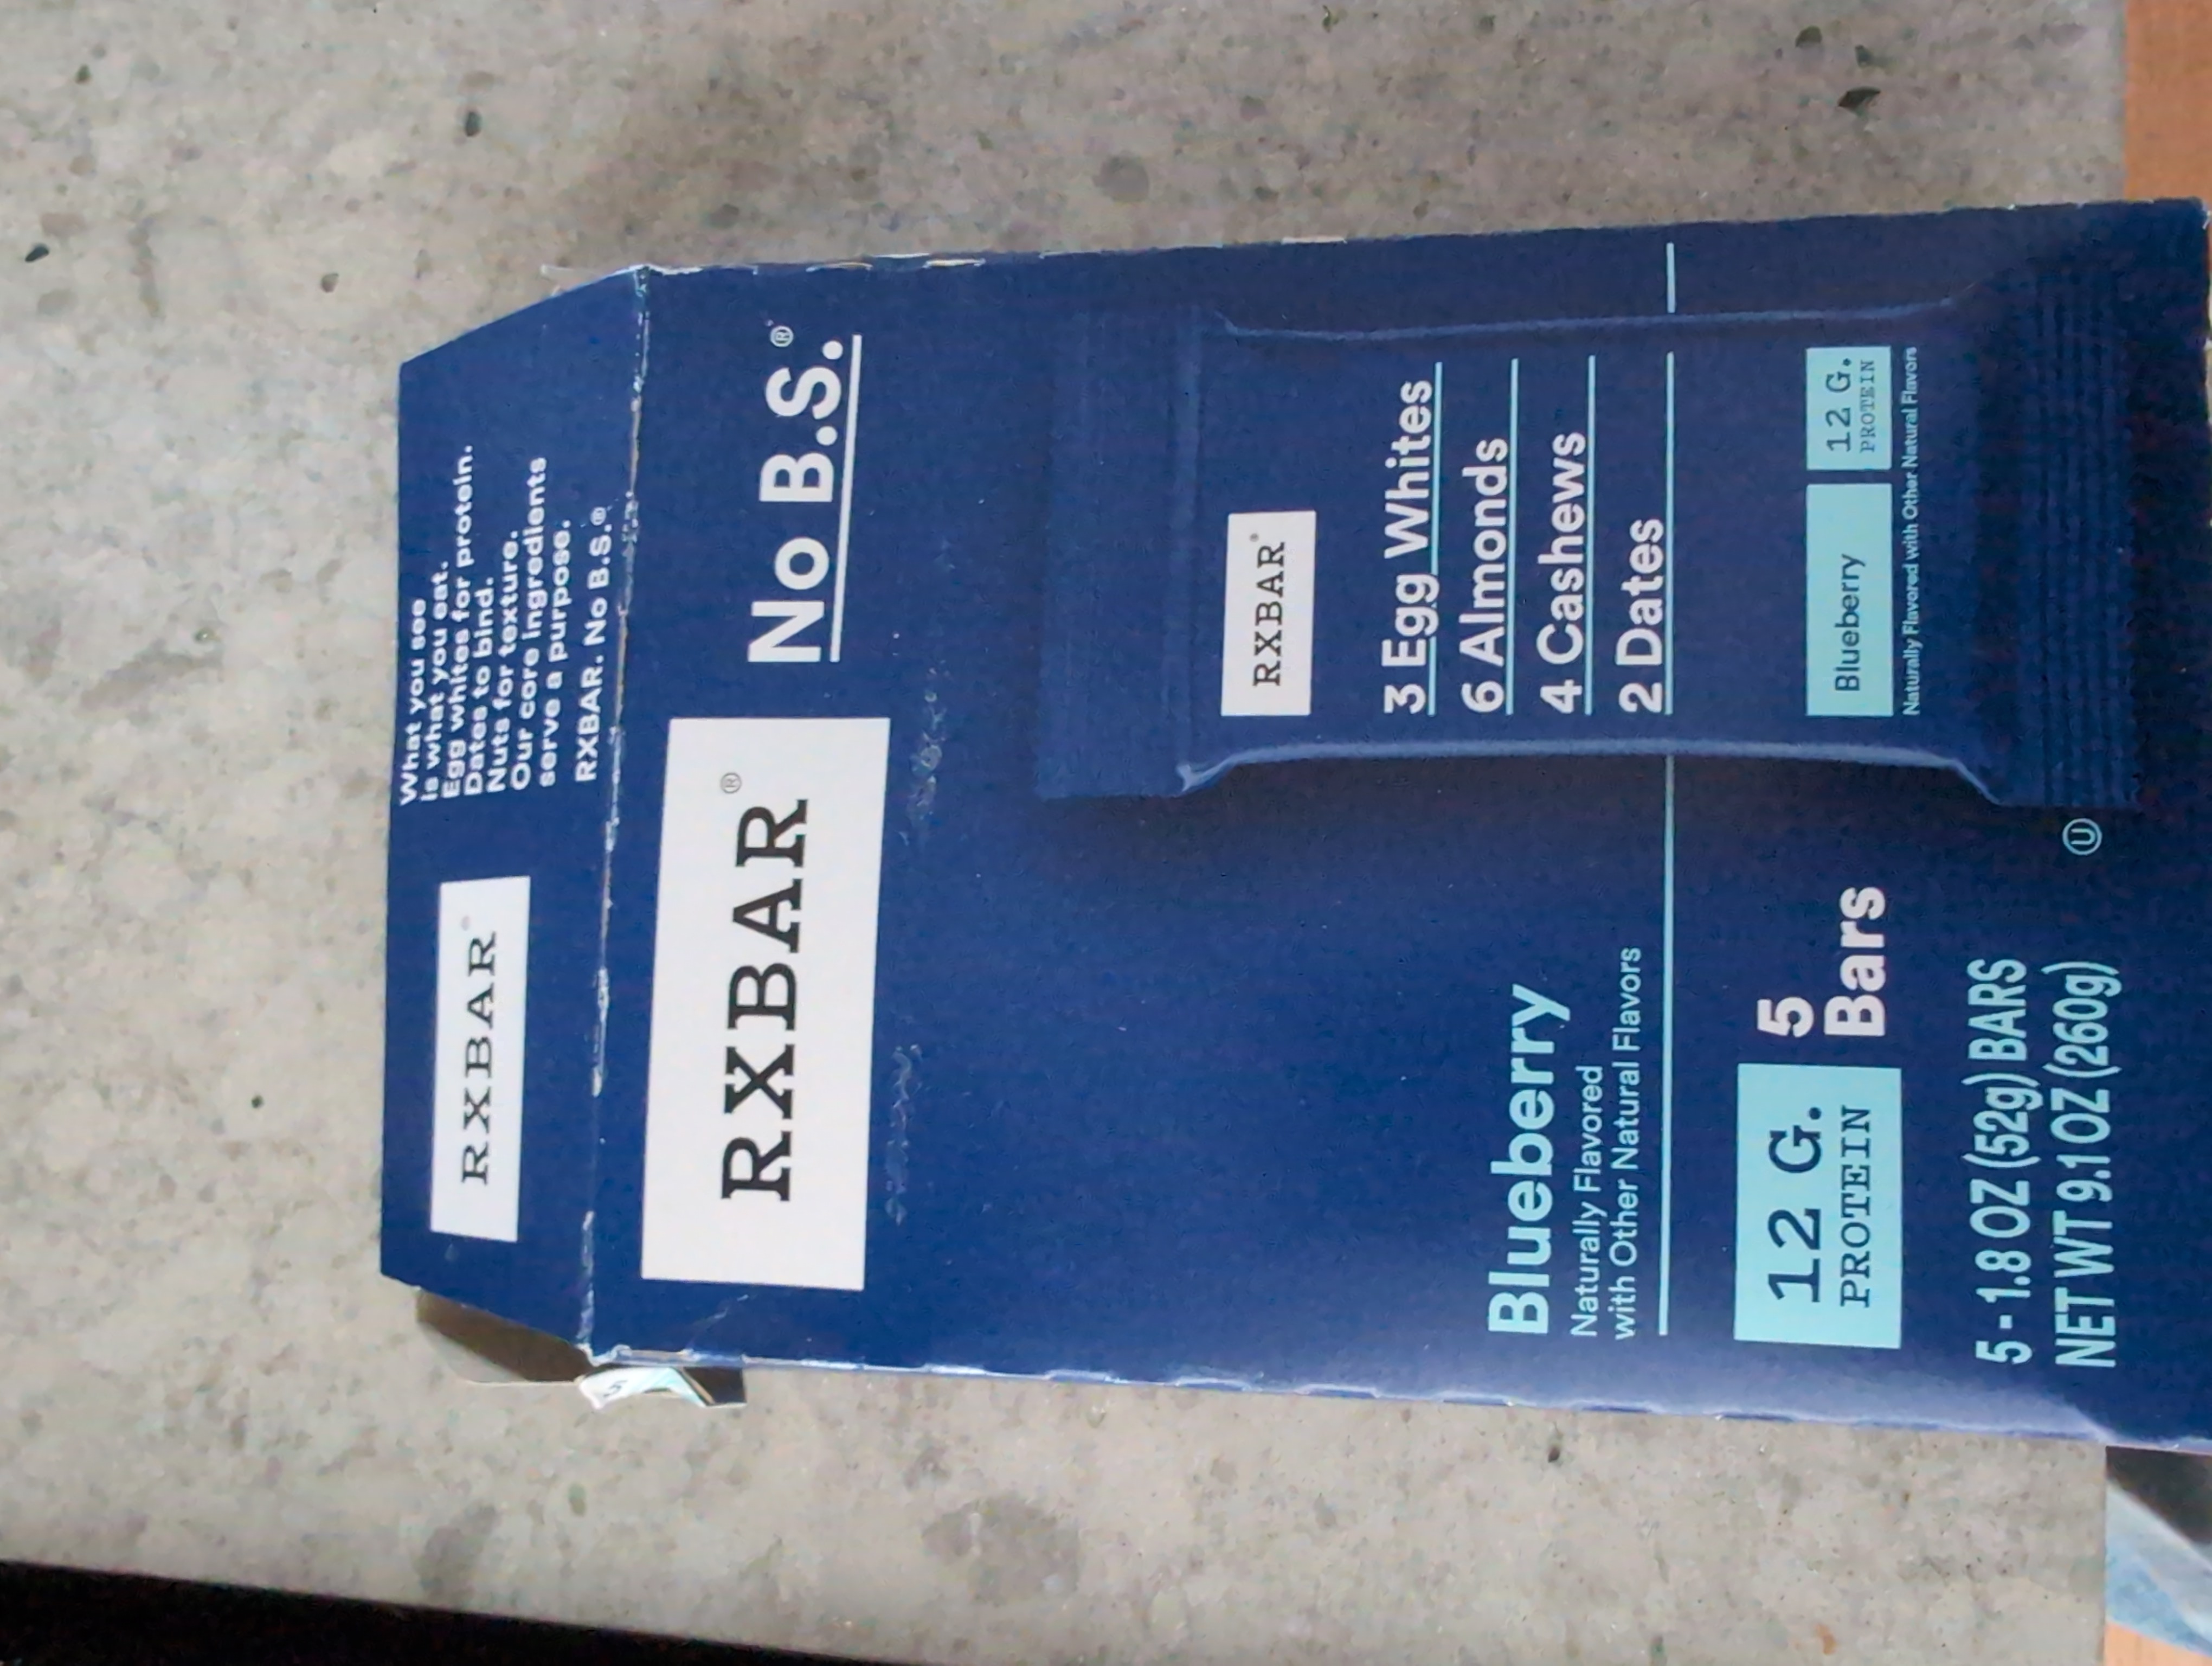 What you see
is what you eat.
Egg whites for protein.
Dates to bind.
Nuts for texture.
Our core ingredients
serve a purpose.
RXBAR. No B.S.®
RXBAR®
RXBAR®
No B.S.®
RXBAR®
3 Egg Whites
6 Almonds
4 Cashews
2 Dates
Blueberry
12 G.
PROTEIN
Naturally Flavored with Other Natural Flavors
Blueberry
Naturally Flavored
with Other Natural Flavors
12 G.
PROTEIN
5
Bars
5 - 1.8 OZ (52g) BARS
NET WT 9.1 OZ (260g)
U